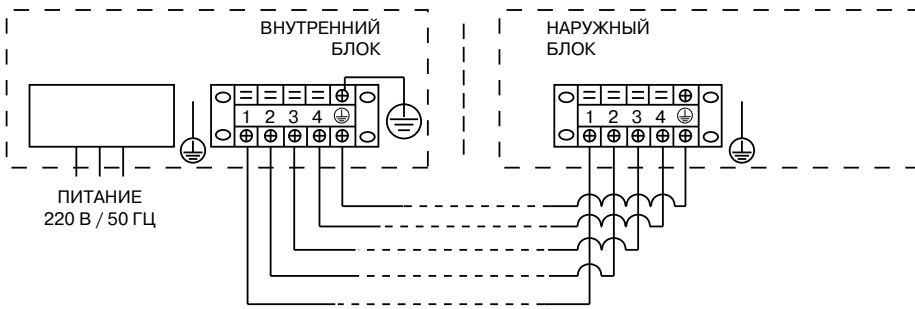 ВНУТРЕННИЙ
БЛОК
НАРУЖНЫЙ
БЛОК
1 2 3 4
1 2 3 4
ПИТАНИЕ
220 В / 50 ГЦ